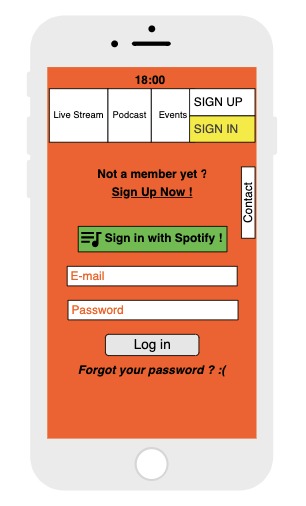 18:00
Live Stream
Podcast
Events
SIGN UP
SIGN IN
Not a member yet ?
Sign Up Now !
Contact
Sign in with Spotify !
E-mail
Password
Log in
Forgot your password ? :(